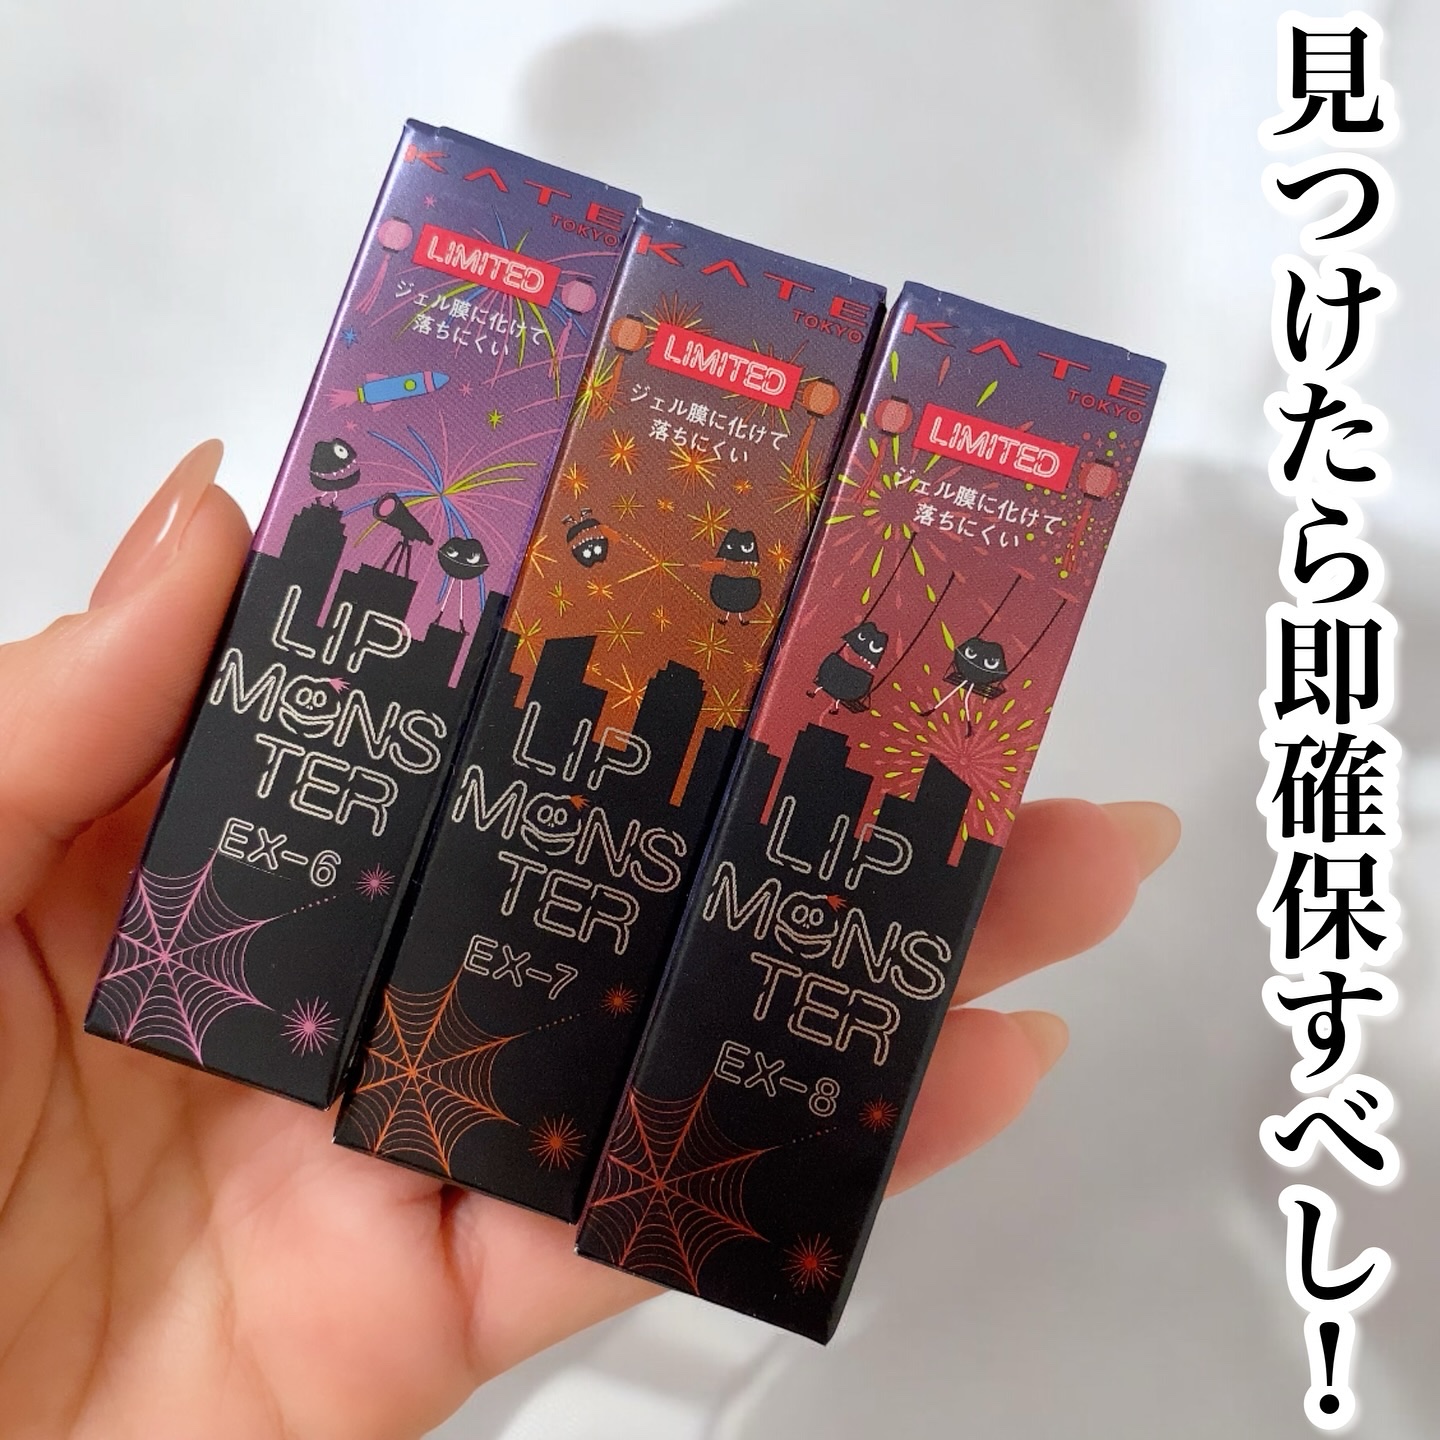 見つけたら即確保すべし!
KATE
TOKYO
LIMITED
ジェル膜に化けて
落ちにくい
LIP
MONS
TER
EX-6
KATE
TOKYO
LIMITED
ジェル膜に化けて
落ちにくい
LIP
MONS
TER
EX-7
KATE
TOKYO
LIMITED
ジェル膜に化けて
落ちにくい
LIP
MONS
TER
EX-8